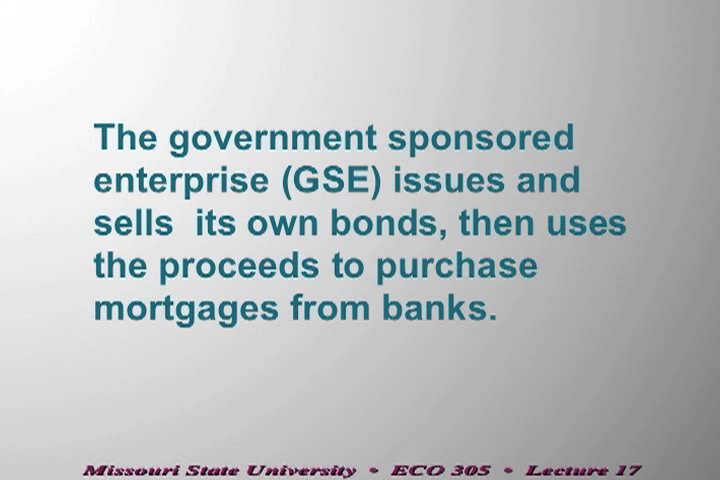 The government sponsored
enterprise (GSE) issues and
sells its own bonds, then uses
the proceeds to purchase
mortgages from banks.
Missouri State University • ECO 305 • Lecture 17